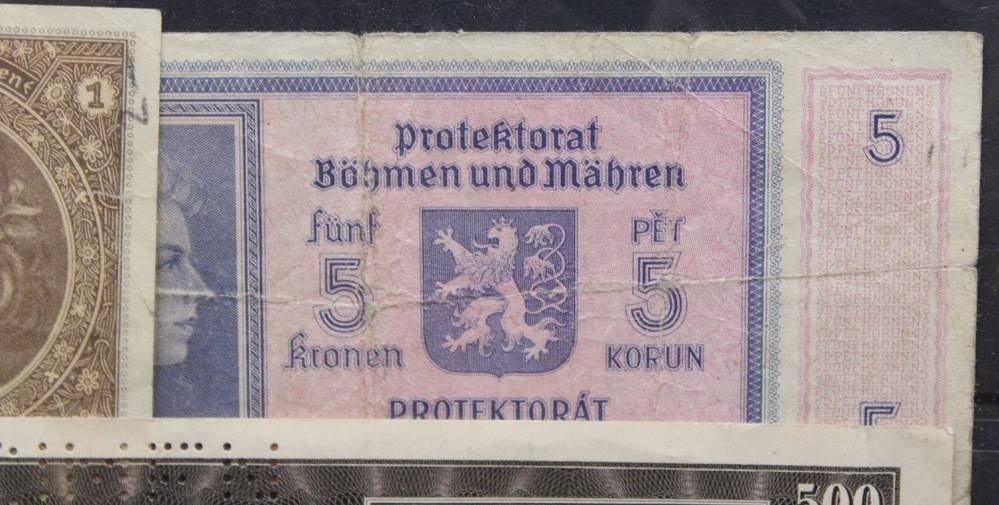 1
Protektorat
Böhmen und Mähren
fünf
5
Kronen
PĚT
5
KORUN
PROTEKTORÁT
5
500